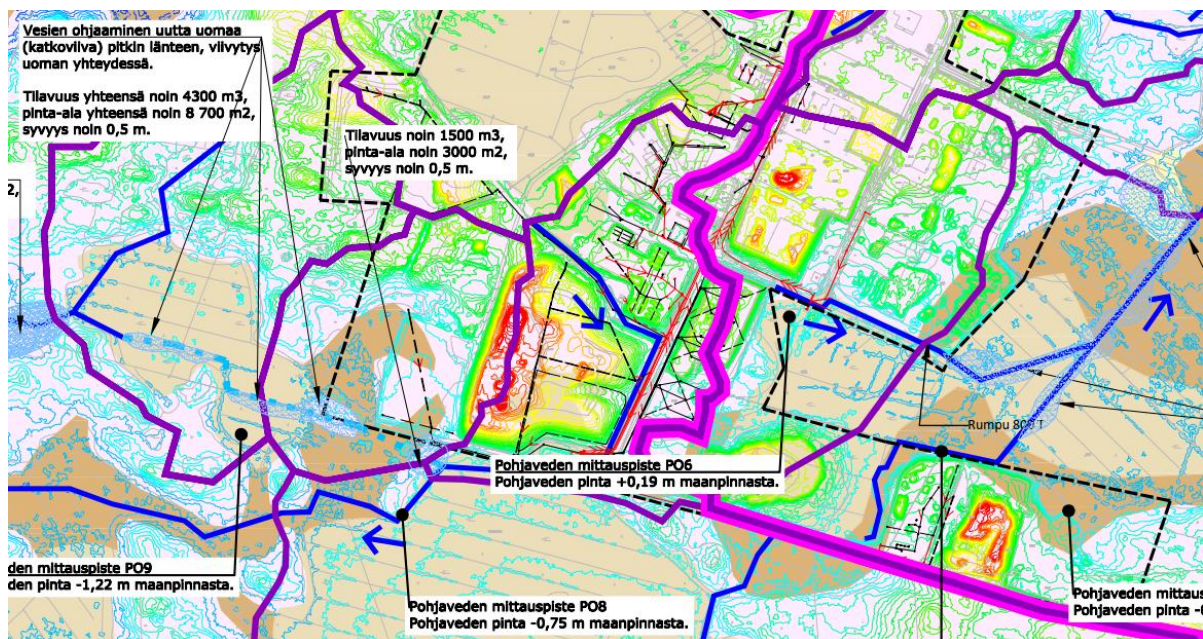 Vesien ohjaaminen uutta uomaa
(katkoviiva) pitkin länteen, viivytys
uoman yhteydessä.
Tilavuus yhteensä noin 4300 m3,
pinta-ala yhteensä noin 8 700 m2,
syvyys noin 0,5 m.
Tilavuus noin 1500 m3,
pinta-ala noin 3000 m2,
syvyys noin 0,5 m.
2,
Rumpu 800 T
Pohjaveden mittauspiste PO6
Pohjaveden pinta +0,19 m maanpinnasta.
den mittauspiste PO9
den pinta -1,22 m maanpinnasta.
Pohjaveden mittauspiste PO8
Pohjaveden pinta -0,75 m maanpinnasta.
Pohjaveden mittaus
Pohjaveden pinta -0